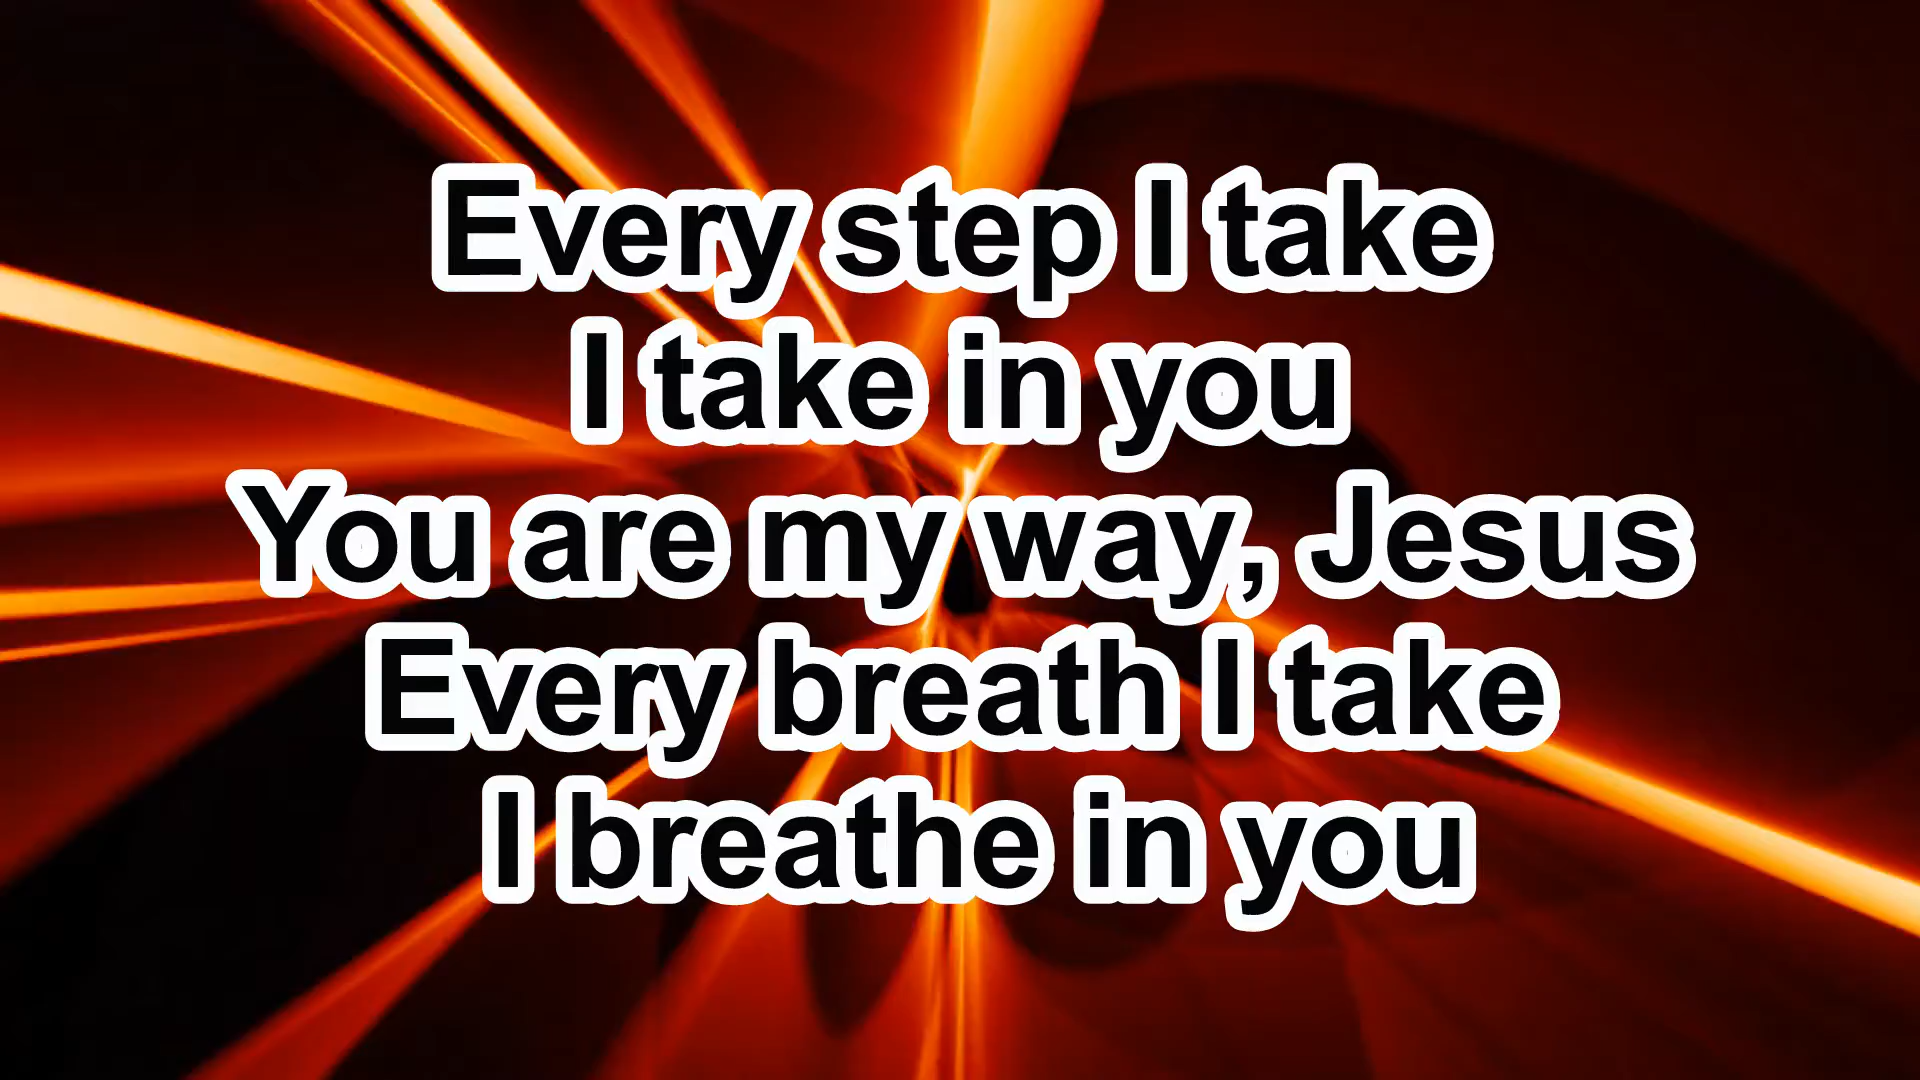 Every step I take
I take in you
You are my way, Jesus
Every breath I take
I breathe in you